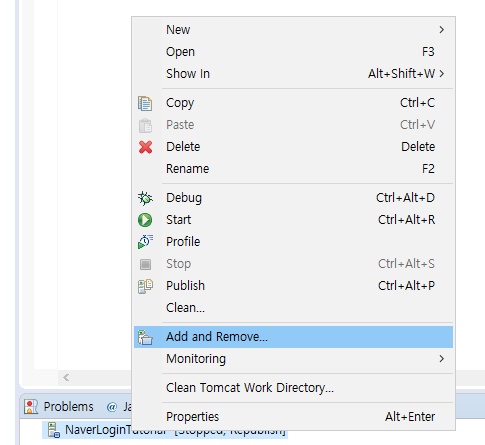 New
Open F3
Show In Alt+Shift+W
Copy Ctrl+C
Paste Ctrl+V
Delete Delete
Rename F2
Debug Ctrl+Alt+D
Start Ctrl+Alt+R
Profile
Stop Ctrl+Alt+S
Publish Ctrl+Alt+P
Clean...
Add and Remove...
Monitoring
Clean Tomcat Work Directory...
Properties Alt+Enter
Problems @ Ja
NaverLoginTutorial [Stopped, Republish]